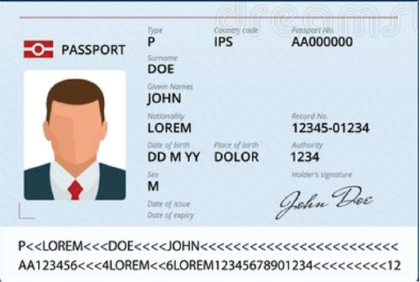 dreams
Type Country code Passport No.
P IPS AA000000
PASSPORT
Surname
DOE
Given Names
JOHN
Nationality Record No.
LOREM 12345-01234
Date of birth Place of birth Authority
DD M YY DOLOR 1234
Sex Holder's signature
M
John Doe
Date of issue
Date of expiry
P<<LOREM<<<DOE<<<<JOHN<<<<<<<<<<<<<<<<<<<<<<<<<
AA123456<<<4LOREM<<6LOREM12345678901234<<<<<<<<<12